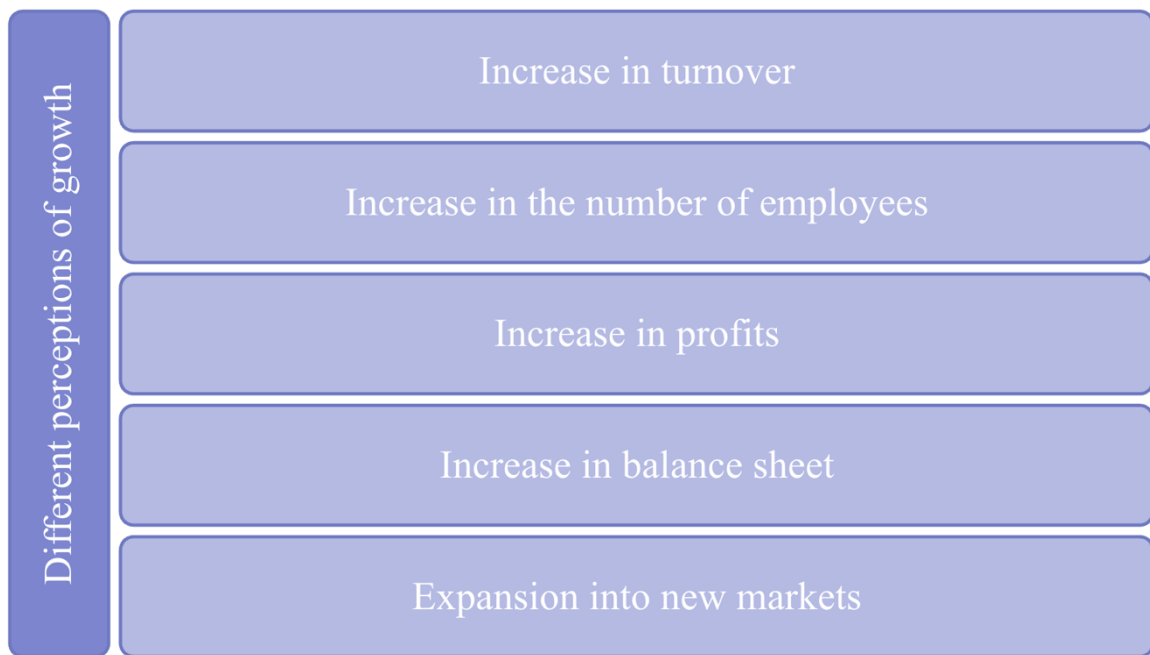 Different perceptions of growth
Increase in turnover
Increase in the number of employees
Increase in profits
Increase in balance sheet
Expansion into new markets